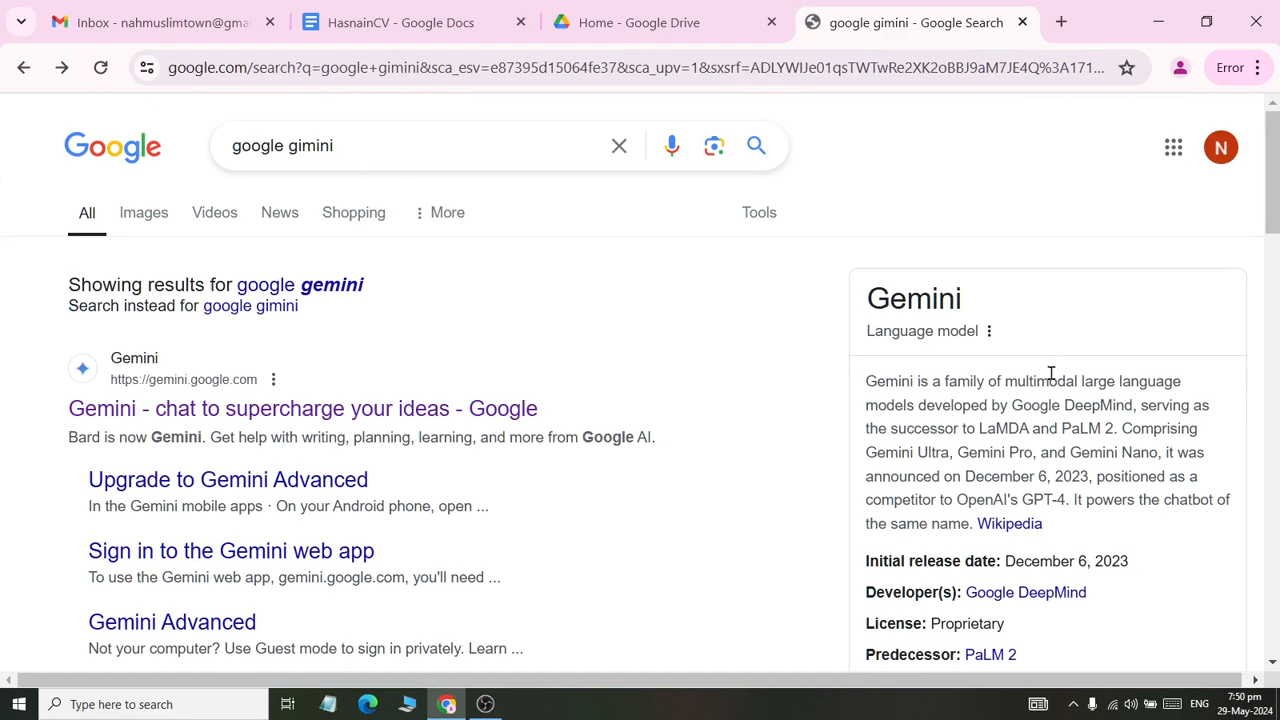 Inbox - nahmuslimtown@gma
HasnainCV - Google Docs
Home - Google Drive
google gimini - Google Search
google.com/search?q=google+gimini&sca_esv=e87395d15064fe37&sca_upv=1&sxsrf=ADLYWIJe01qsTWTwRe2XK2oBBJ9aM7JE4Q%3A171...
Error
Google
google gimini
N
All
Images
Videos
News
Shopping
More
Tools
Showing results for google gemini
Search instead for google gimini
Gemini
https://gemini.google.com
Gemini - chat to supercharge your ideas - Google
Bard is now Gemini. Get help with writing, planning, learning, and more from Google AI.
Upgrade to Gemini Advanced
In the Gemini mobile apps · On your Android phone, open ...
Sign in to the Gemini web app
To use the Gemini web app, gemini.google.com, you'll need ...
Gemini Advanced
Not your computer? Use Guest mode to sign in privately. Learn ...
Gemini
Language model
Gemini is a family of multimodal large language
models developed by Google DeepMind, serving as
the successor to LaMDA and PaLM 2. Comprising
Gemini Ultra, Gemini Pro, and Gemini Nano, it was
announced on December 6, 2023, positioned as a
competitor to OpenAI's GPT-4. It powers the chatbot of
the same name. Wikipedia
Initial release date: December 6, 2023
Developer(s): Google DeepMind
License: Proprietary
Predecessor: PaLM 2
Type here to search
ENG
7:50 pm
29-May-2024